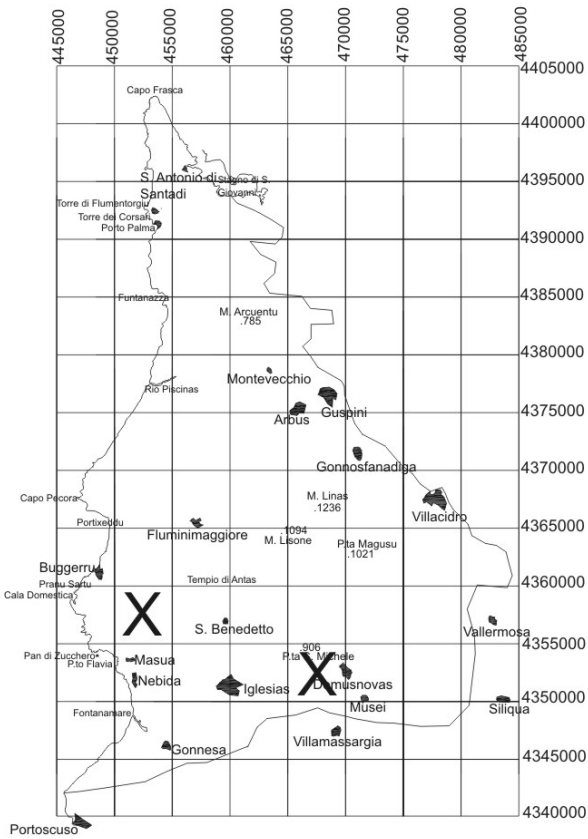 445000
450000
455000
460000
465000
470000
475000
480000
485000
4405000
Capo Frasca
4400000
S. Antonio di
Santadi
Stagno di S.
Giovanni
4395000
Torre di Flumentorgiu
Torre dei Corsari
Porto Palma
4390000
Funtanazza
4385000
M. Arcuentu
.785
4380000
Montevecchio
Rio Piscinas
Arbus
Guspini
4375000
Gonnosfanadiga
4370000
Capo Pecora
M. Linas
.1236
Villacidro
Portixeddu
Fluminimaggiore
.1094
M. Lisone
4365000
P.ta Magusu
.1021
Buggerru
Pranu Sartu
Cala Domestica
Tempio di Antas
4360000
X
S. Benedetto
Vallermosa
4355000
Pan di Zucchero
P.to Flavia
Masua
.906
P.ta S. Michele
X
Nebida
Iglesias
Domusnovas
Musei
Siliqua
4350000
Fontanamare
Gonnesa
Villamassargia
4345000
4340000
Portoscuso